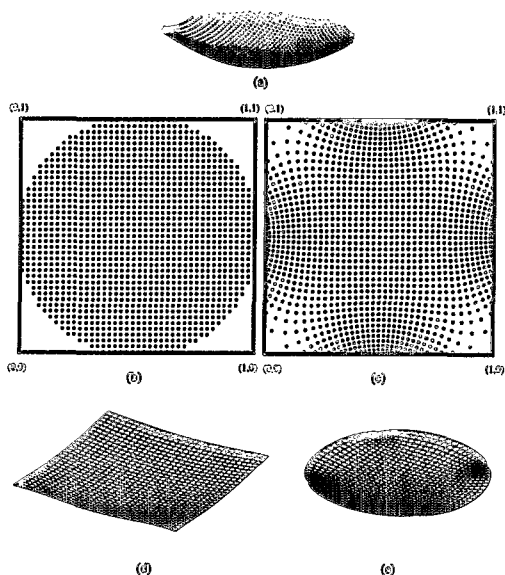 (a)
(0,1) (1,1) (0,1) (1,1)
(0,0) (b) (1,0) (0,0) (c) (1,0)
(d) (e)